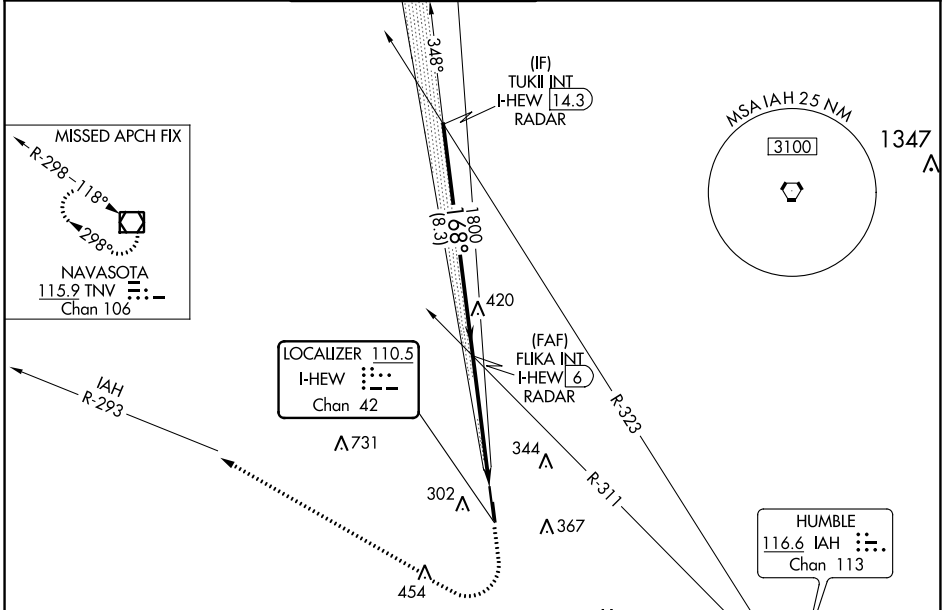 348°
(IF)
TUKII INT
I-HEW 14.3
RADAR
MSA IAH 25 NM
3100
1347
MISSED APCH FIX
R-298
118°
298°
NAVASOTA
115.9 TNV
Chan 106
1800
168°
(8.3)
420
(FAF)
FLIKA INT
I-HEW 6
RADAR
LOCALIZER 110.5
I-HEW
Chan 42
IAH
R-293
731
344
R-323
R-311
302
367
HUMBLE
116.6 IAH
Chan 113
454